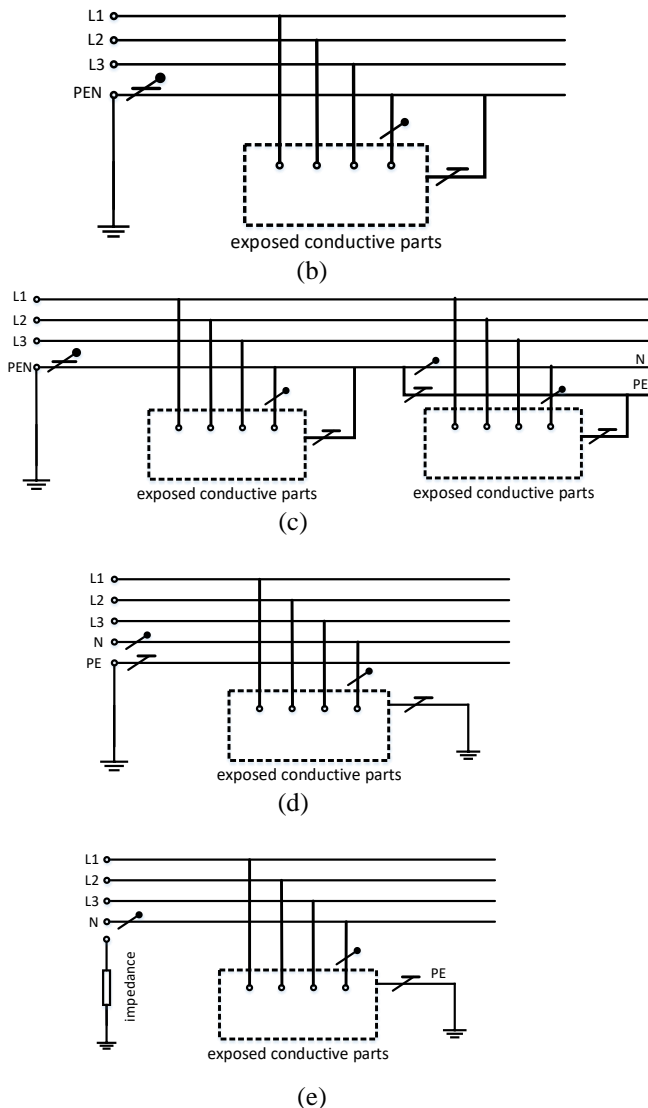 L1
L2
L3
PEN
exposed conductive parts
(b)
L1
L2
L3
PEN
N
PE
exposed conductive parts
exposed conductive parts
(c)
L1
L2
L3
N
PE
exposed conductive parts
(d)
L1
L2
L3
N
PE
impedance
exposed conductive parts
(e)